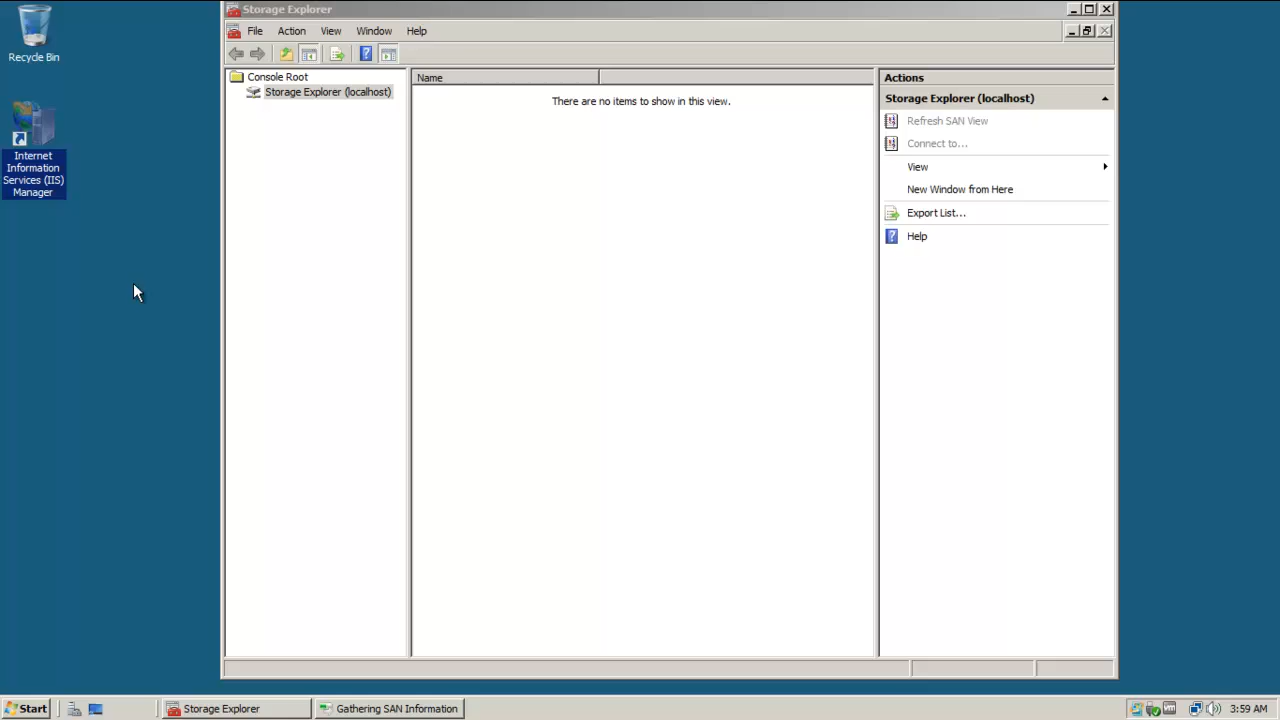 Storage Explorer
File Action View Window Help
Recycle Bin
Internet
Information
Services (IIS)
Manager
Console Root
Storage Explorer (localhost)
Name
There are no items to show in this view.
Actions
Storage Explorer (localhost)
Refresh SAN View
Connect to...
View
New Window from Here
Export List...
Help
Start Storage Explorer Gathering SAN Information 3:59 AM